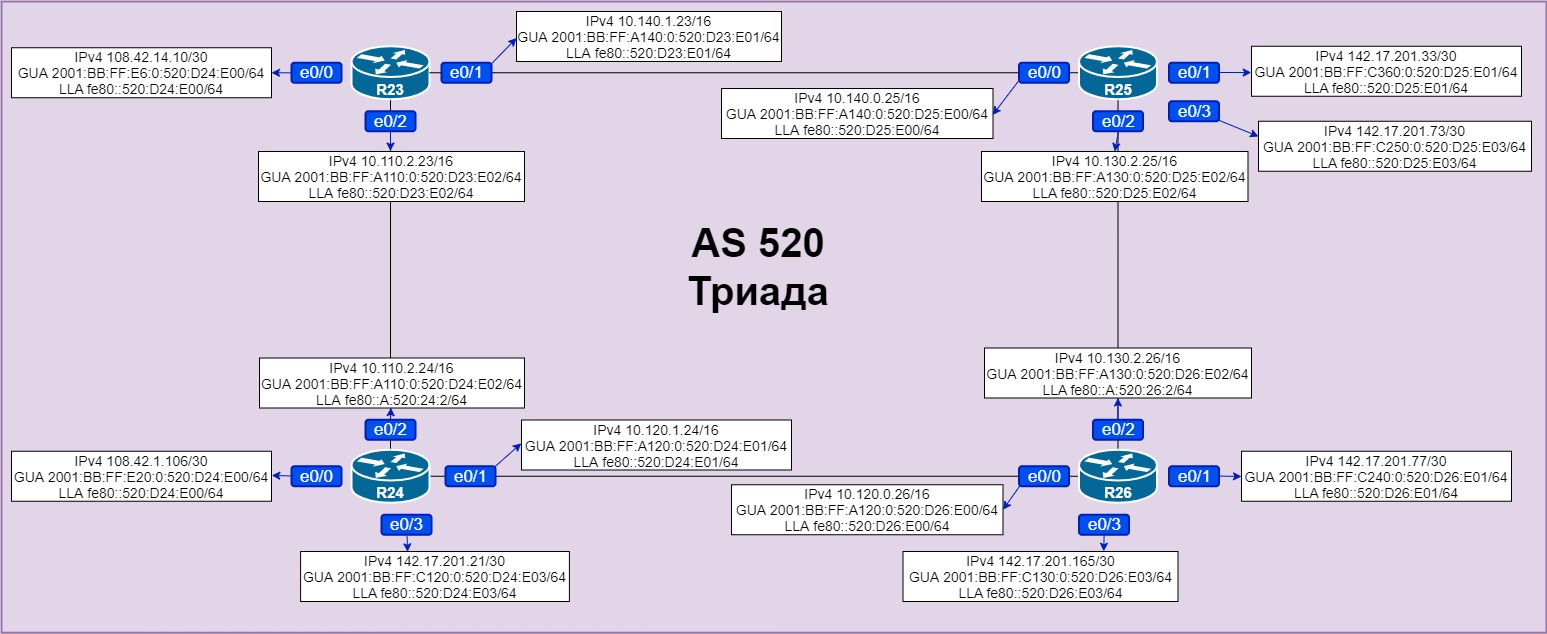 IPv4 10.140.1.23/16
GUA 2001:BB:FF:A140:0:520:D23:E01/64
LLA fe80::520:D23:E01/64
IPv4 108.42.14.10/30
GUA 2001:BB:FF:E6:0:520:D24:E00/64
LLA fe80::520:D24:E00/64
e0/0
R23
e0/1
e0/2
IPv4 10.110.2.23/16
GUA 2001:BB:FF:A110:0:520:D23:E02/64
LLA fe80::520:D23:E02/64
e0/0
IPv4 10.140.0.25/16
GUA 2001:BB:FF:A140:0:520:D25:E00/64
LLA fe80::520:D25:E00/64
R25
e0/1
IPv4 142.17.201.33/30
GUA 2001:BB:FF:C360:0:520:D25:E01/64
LLA fe80::520:D25:E01/64
e0/3
IPv4 142.17.201.73/30
GUA 2001:BB:FF:C250:0:520:D25:E03/64
LLA fe80::520:D25:E03/64
e0/2
IPv4 10.130.2.25/16
GUA 2001:BB:FF:A130:0:520:D25:E02/64
LLA fe80::520:D25:E02/64
AS 520
Триада
IPv4 10.110.2.24/16
GUA 2001:BB:FF:A110:0:520:D24:E02/64
LLA fe80::A:520:24:2/64
e0/2
IPv4 108.42.1.106/30
GUA 2001:BB:FF:E20:0:520:D24:E00/64
LLA fe80::520:D24:E00/64
e0/0
R24
e0/1
IPv4 10.120.1.24/16
GUA 2001:BB:FF:A120:0:520:D24:E01/64
LLA fe80::520:D24:E01/64
e0/3
IPv4 142.17.201.21/30
GUA 2001:BB:FF:C120:0:520:D24:E03/64
LLA fe80::520:D24:E03/64
IPv4 10.130.2.26/16
GUA 2001:BB:FF:A130:0:520:D26:E02/64
LLA fe80::A:520:26:2/64
e0/2
e0/0
IPv4 10.120.0.26/16
GUA 2001:BB:FF:A120:0:520:D26:E00/64
LLA fe80::520:D26:E00/64
R26
e0/1
IPv4 142.17.201.77/30
GUA 2001:BB:FF:C240:0:520:D26:E01/64
LLA fe80::520:D26:E01/64
e0/3
IPv4 142.17.201.165/30
GUA 2001:BB:FF:C130:0:520:D26:E03/64
LLA fe80::520:D26:E03/64